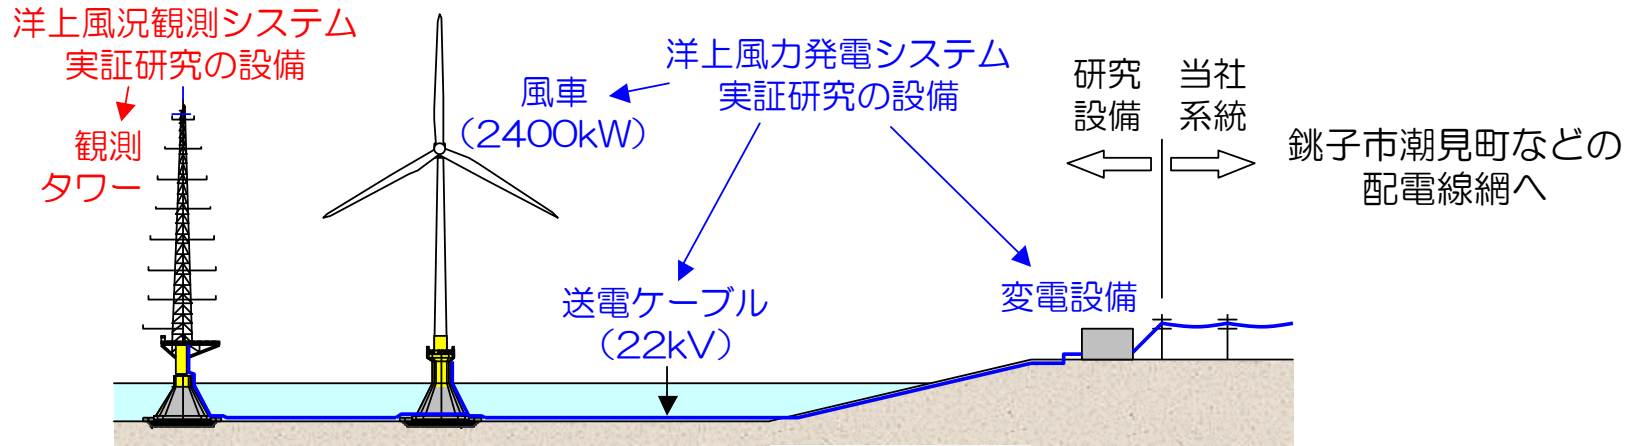 洋上風況観測システム
実証研究の設備
観測
タワー
風車
(2400kW)
洋上風力発電システム
実証研究の設備
送電ケーブル
(22kV)
変電設備
研究
設備
当社
系統
銚子市潮見町などの
配電線網へ